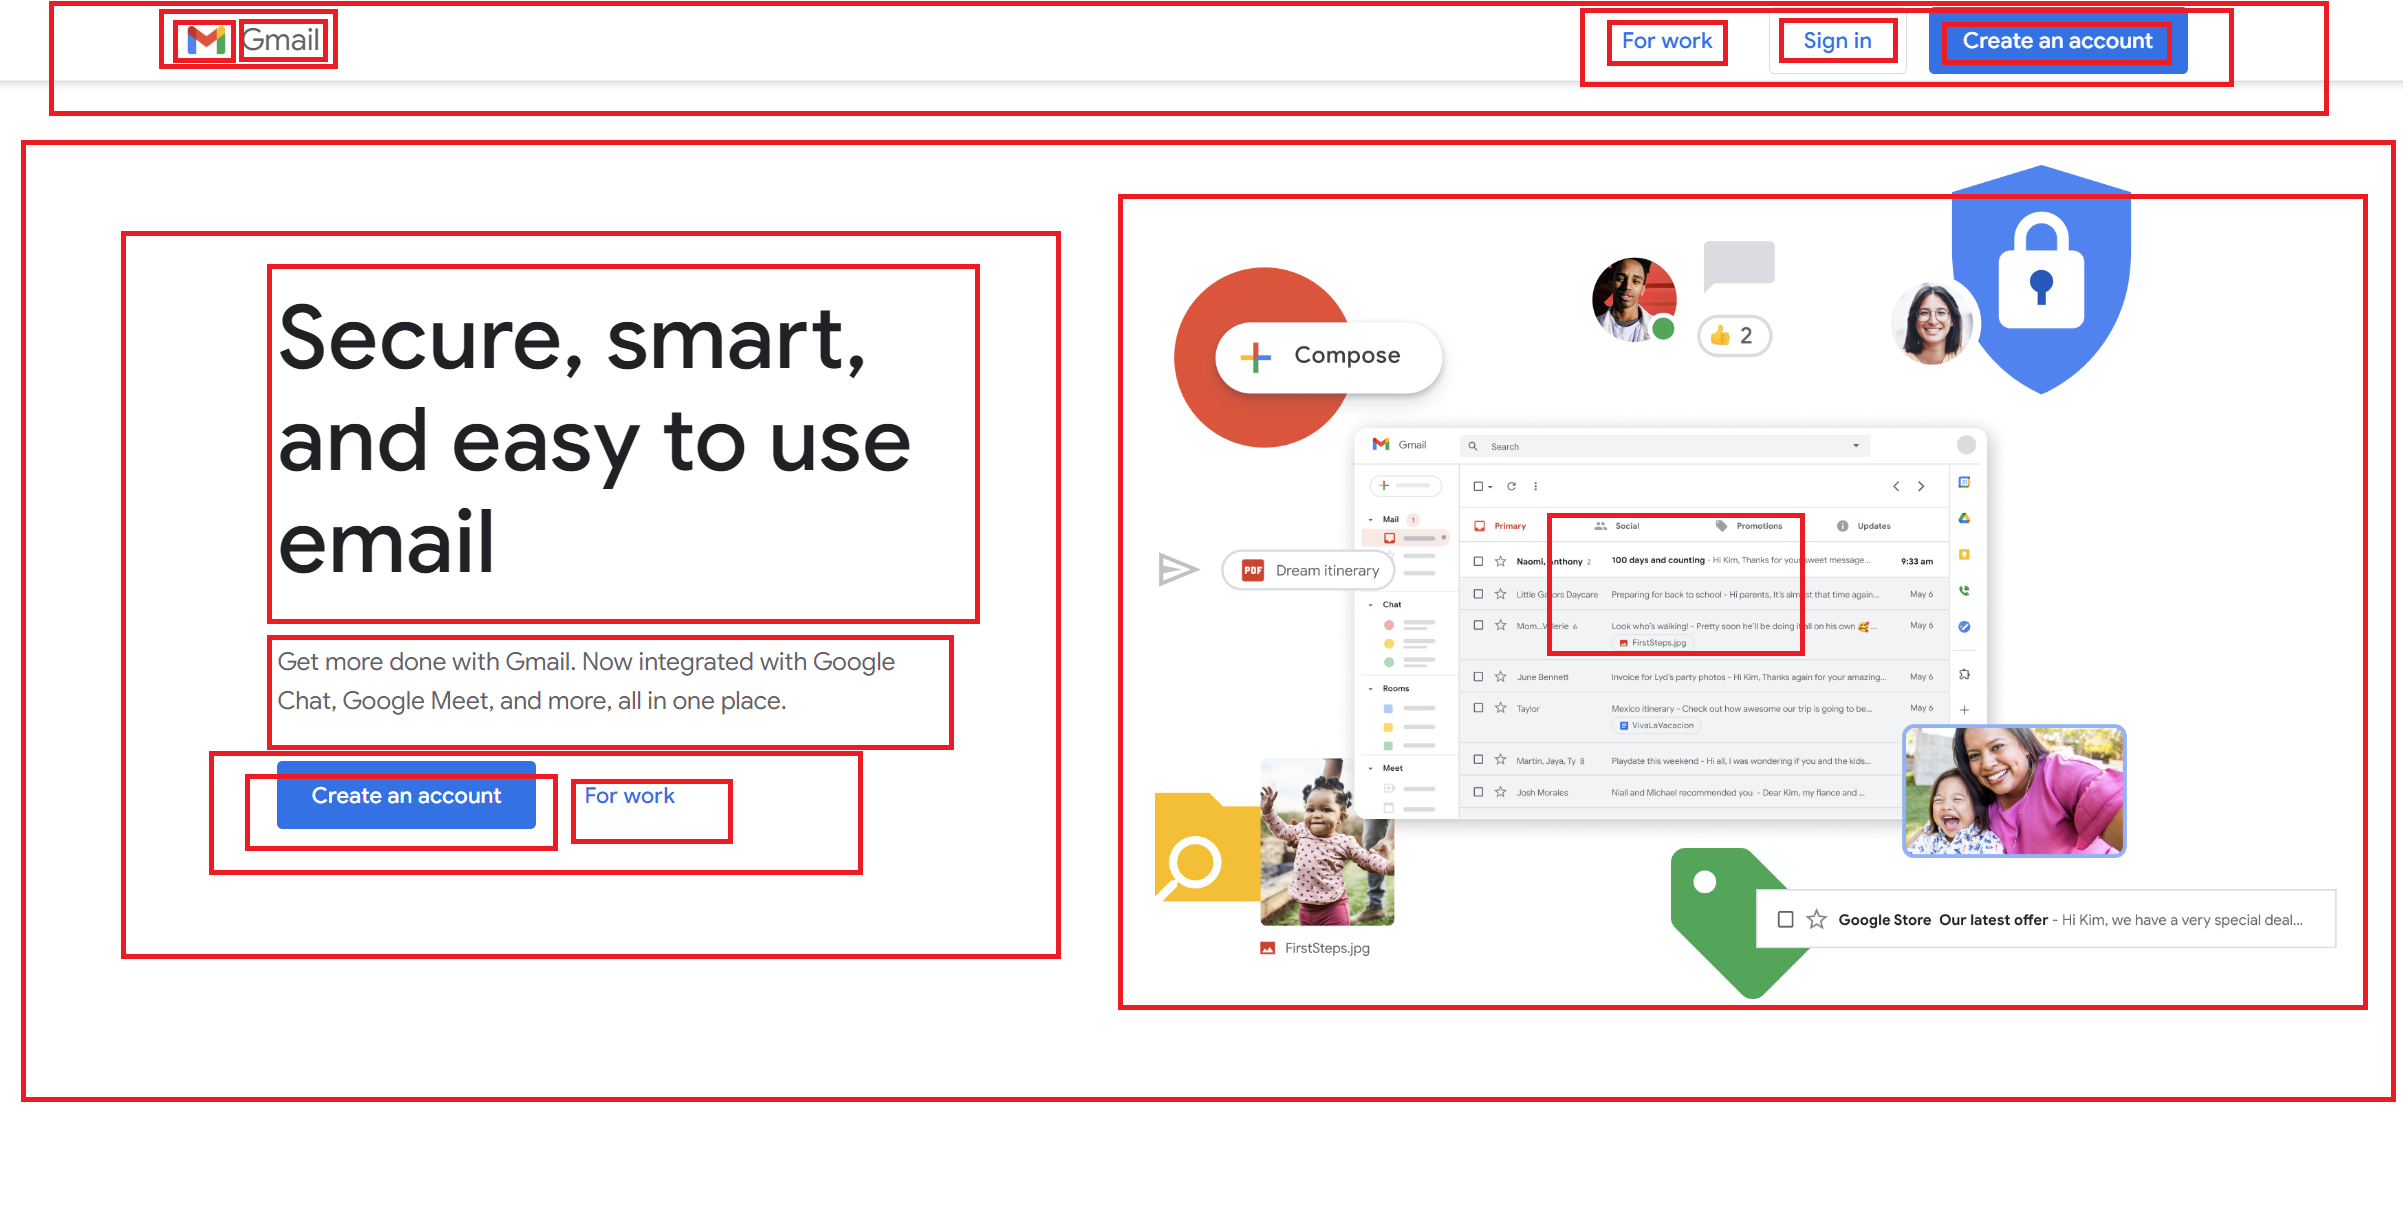 Gmail
For work
Sign in
Create an account
Secure, smart,
and easy to use
email
Get more done with Gmail. Now integrated with Google
Chat, Google Meet, and more, all in one place.
Create an account
For work
Compose
2
Gmail
Search
Mail 1
Primary
Social
Promotions
Updates
Naomi, Anthony 2
100 days and counting - Hi Kim, Thanks for your sweet message...
9:33 am
PDF Dream itinerary
Little Gators Daycare
Preparing for back to school - Hi parents, It's almost that time again...
May 6
Chat
Mom...Valerie 6
Look who's walking! - Pretty soon he'll be doing it all on his own 🥰...
May 6
FirstSteps.jpg
June Bennett
Invoice for Lyd's party photos - Hi Kim, Thanks again for your amazing...
May 6
Rooms
Taylor
Mexico itinerary - Check out how awesome our trip is going to be...
May 6
VivaLaVacacion
Martin, Jaya, Ty 8
Playdate this weekend - Hi all, I was wondering if you and the kids...
Meet
Josh Morales
Niall and Michael recommended you - Dear Kim, my fiance and ...
Google Store Our latest offer - Hi Kim, we have a very special deal...
FirstSteps.jpg